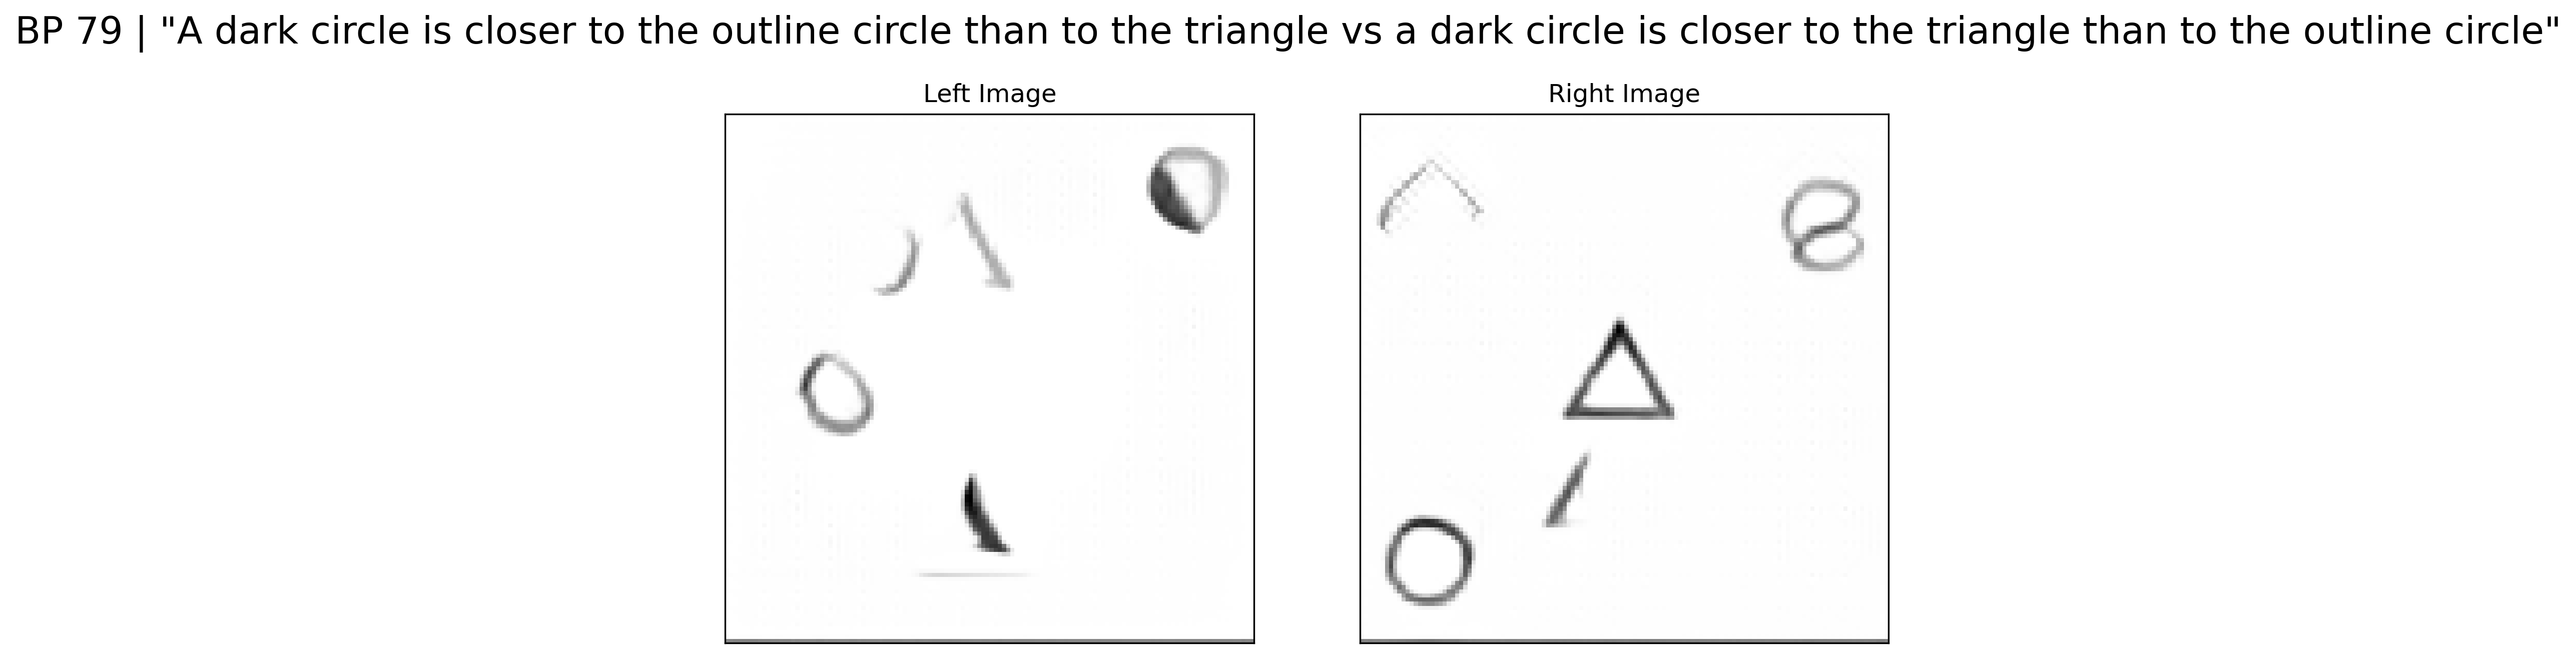 BP 79 | "A dark circle is closer to the outline circle than to the triangle vs a dark circle is closer to the triangle than to the outline circle"
Left Image
Right Image